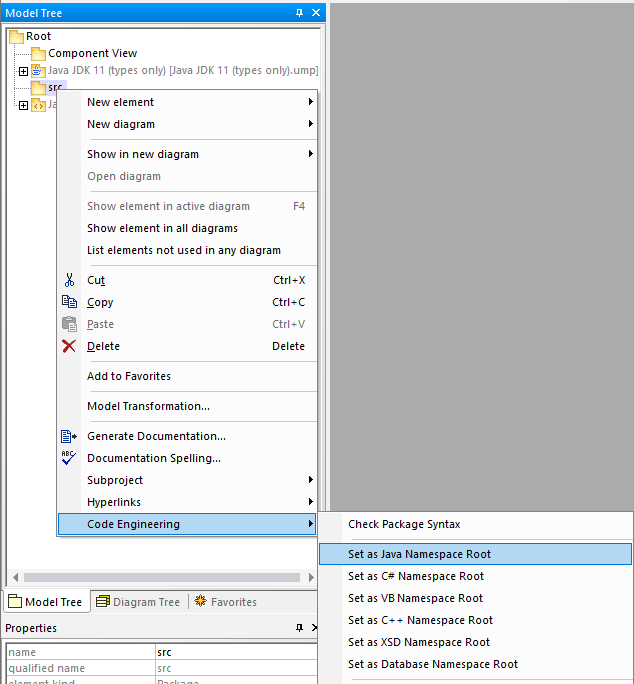 Model Tree
Root
Component View
Java JDK 11 (types only) [Java JDK 11 (types only).ump]
src
Ja
New element
New diagram
Show in new diagram
Open diagram
Show element in active diagram F4
Show element in all diagrams
List elements not used in any diagram
Cut Ctrl+X
Copy Ctrl+C
Paste Ctrl+V
Delete Delete
Add to Favorites
Model Transformation...
Generate Documentation...
ABC Documentation Spelling...
Subproject
Hyperlinks
Code Engineering
Check Package Syntax
Set as Java Namespace Root
Set as C# Namespace Root
Set as VB Namespace Root
Set as C++ Namespace Root
Set as XSD Namespace Root
Set as Database Namespace Root
Model Tree Diagram Tree Favorites
Properties
name src
qualified name src
element kind Package